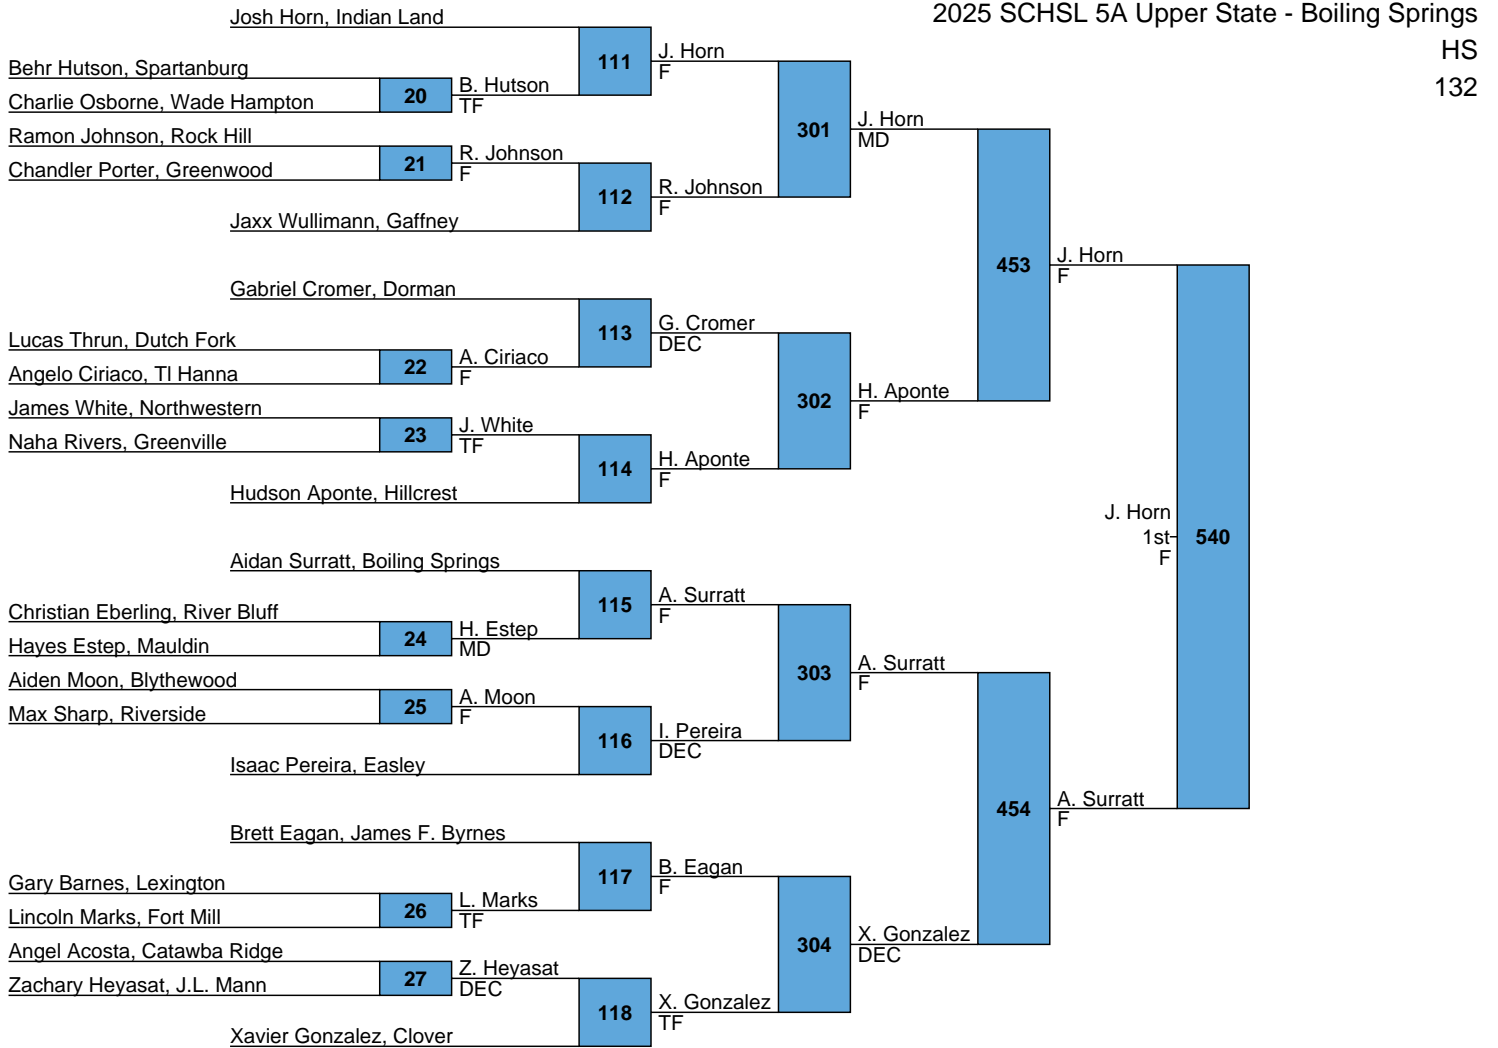 2025 SCHSL 5A Upper State - Boiling Springs
HS
132
Josh Horn, Indian Land
111
J. Horn
F
Behr Hutson, Spartanburg
20
B. Hutson
TF
Charlie Osborne, Wade Hampton
301
J. Horn
MD
Ramon Johnson, Rock Hill
21
R. Johnson
F
Chandler Porter, Greenwood
112
R. Johnson
F
Jaxx Wullimann, Gaffney
453
J. Horn
F
Gabriel Cromer, Dorman
113
G. Cromer
DEC
Lucas Thrun, Dutch Fork
22
A. Ciriaco
F
Angelo Ciriaco, Tl Hanna
302
H. Aponte
F
James White, Northwestern
23
J. White
TF
Naha Rivers, Greenville
114
H. Aponte
F
Hudson Aponte, Hillcrest
J. Horn
1st
F
540
Aidan Surratt, Boiling Springs
115
A. Surratt
F
Christian Eberling, River Bluff
24
H. Estep
MD
Hayes Estep, Mauldin
303
A. Surratt
F
Aiden Moon, Blythewood
25
A. Moon
F
Max Sharp, Riverside
116
I. Pereira
DEC
Isaac Pereira, Easley
454
A. Surratt
F
Brett Eagan, James F. Byrnes
117
B. Eagan
F
Gary Barnes, Lexington
26
L. Marks
TF
Lincoln Marks, Fort Mill
304
X. Gonzalez
DEC
Angel Acosta, Catawba Ridge
27
Z. Heyasat
DEC
Zachary Heyasat, J.L. Mann
118
X. Gonzalez
TF
Xavier Gonzalez, Clover